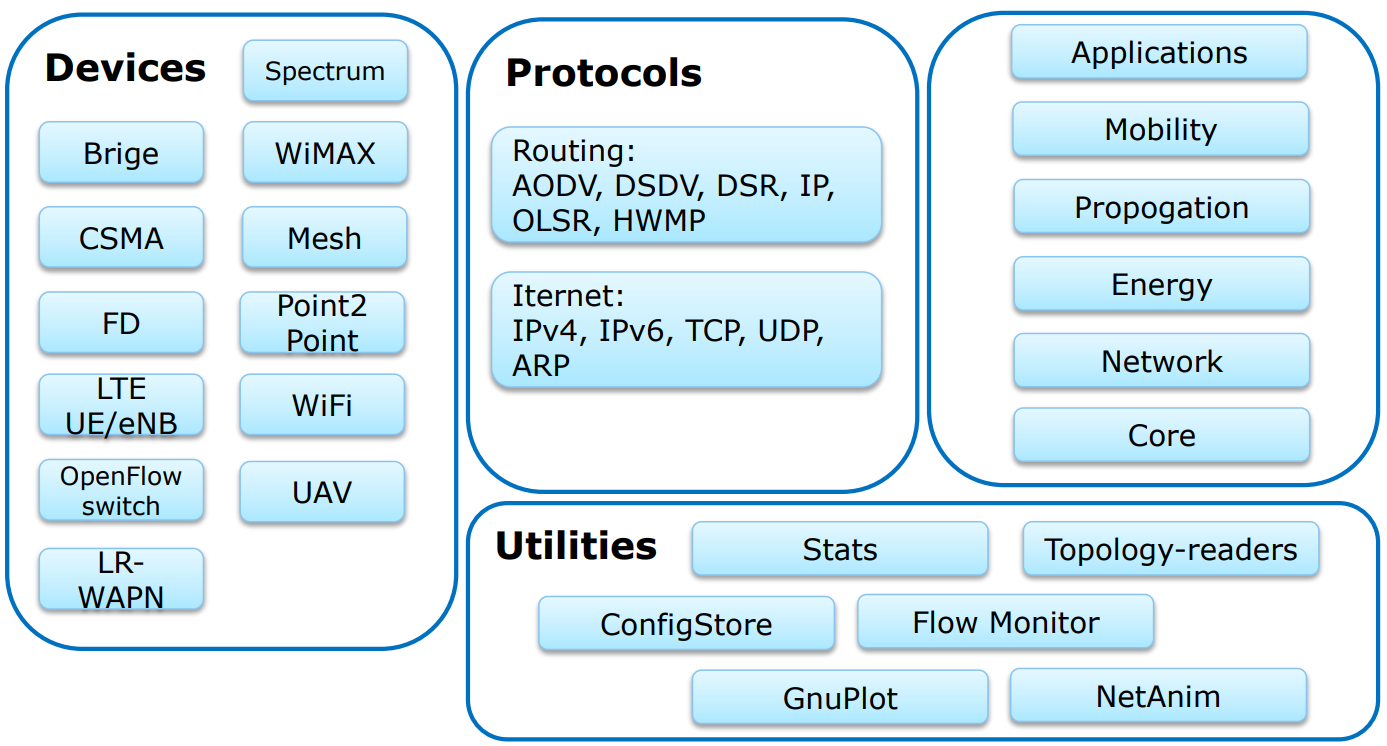 Devices
Spectrum
Brige
WiMAX
CSMA
Mesh
FD
Point2
Point
LTE
UE/eNB
WiFi
OpenFlow
switch
UAV
LR-
WAPN
Protocols
Routing:
AODV, DSDV, DSR, IP,
OLSR, HWMP
Iternet:
IPv4, IPv6, TCP, UDP,
ARP
Applications
Mobility
Propogation
Energy
Network
Core
Utilities
Stats
Topology-readers
ConfigStore
Flow Monitor
GnuPlot
NetAnim